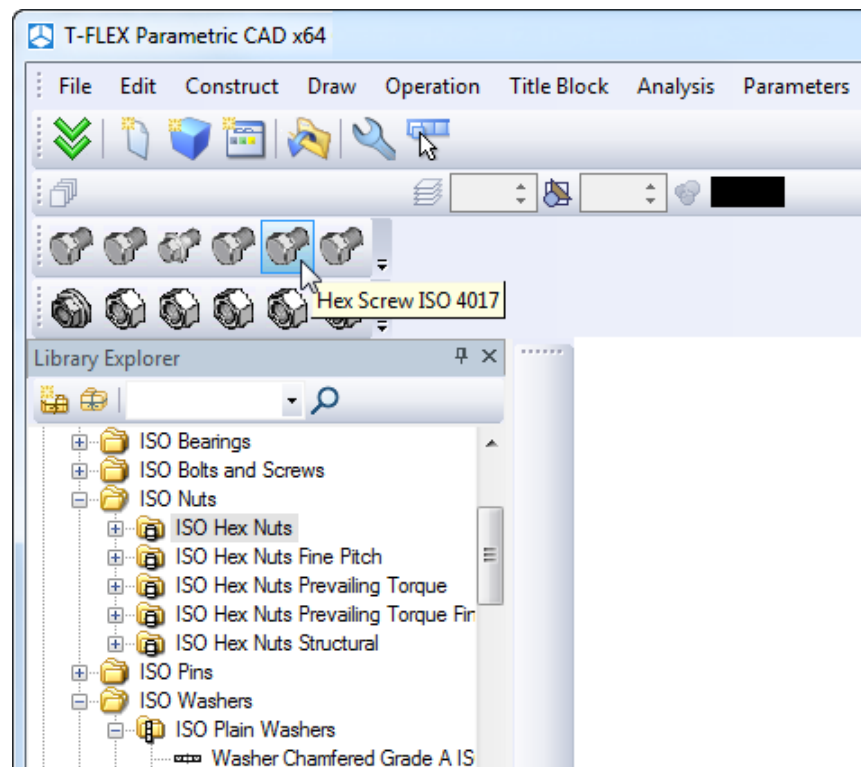 T-FLEX Parametric CAD x64
File Edit Construct Draw Operation Title Block Analysis Parameters
Hex Screw ISO 4017
Library Explorer
ISO Bearings
ISO Bolts and Screws
ISO Nuts
ISO Hex Nuts
ISO Hex Nuts Fine Pitch
ISO Hex Nuts Prevailing Torque
ISO Hex Nuts Prevailing Torque Fin
ISO Hex Nuts Structural
ISO Pins
ISO Washers
ISO Plain Washers
Washer Chamfered Grade A IS